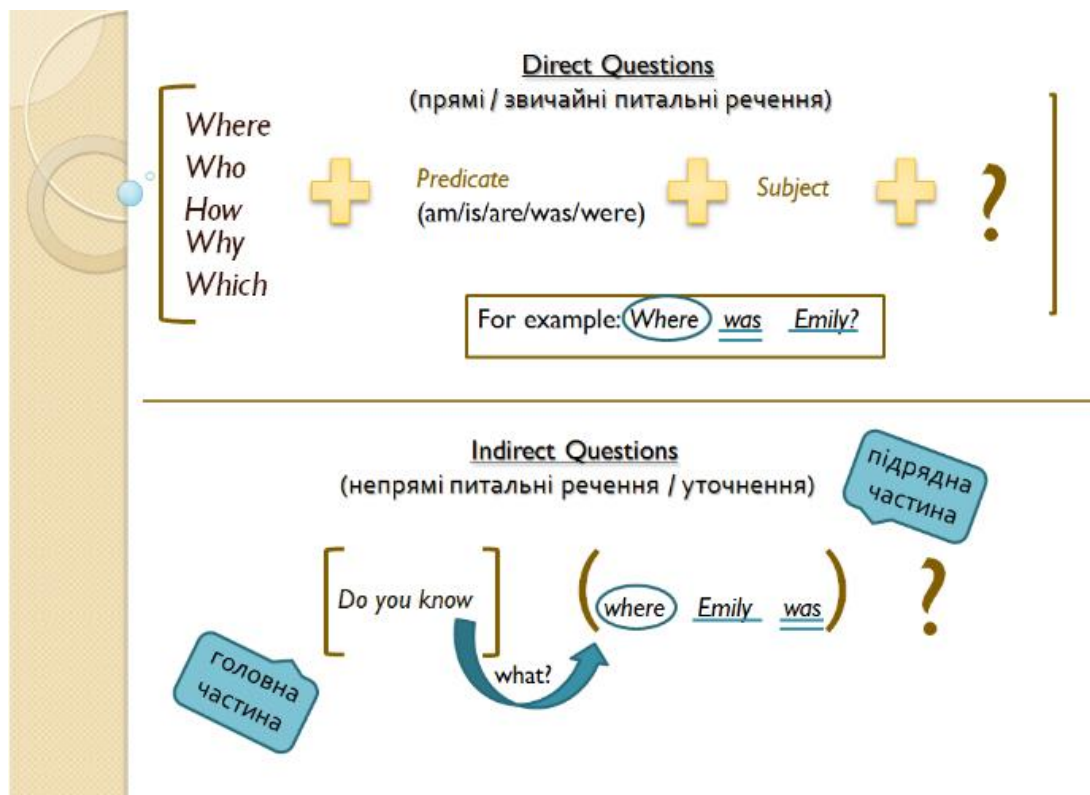 Direct Questions
(прямі / звичайні питальні речення)
Where
Who
How
Why
Which
Predicate
(am/is/are/was/were)
Subject
?
For example: Where was Emily?
Indirect Questions
(непрямі питальні речення / уточнення)
підрядна
частина
Do you know
where Emily was
?
what?
головна
частина